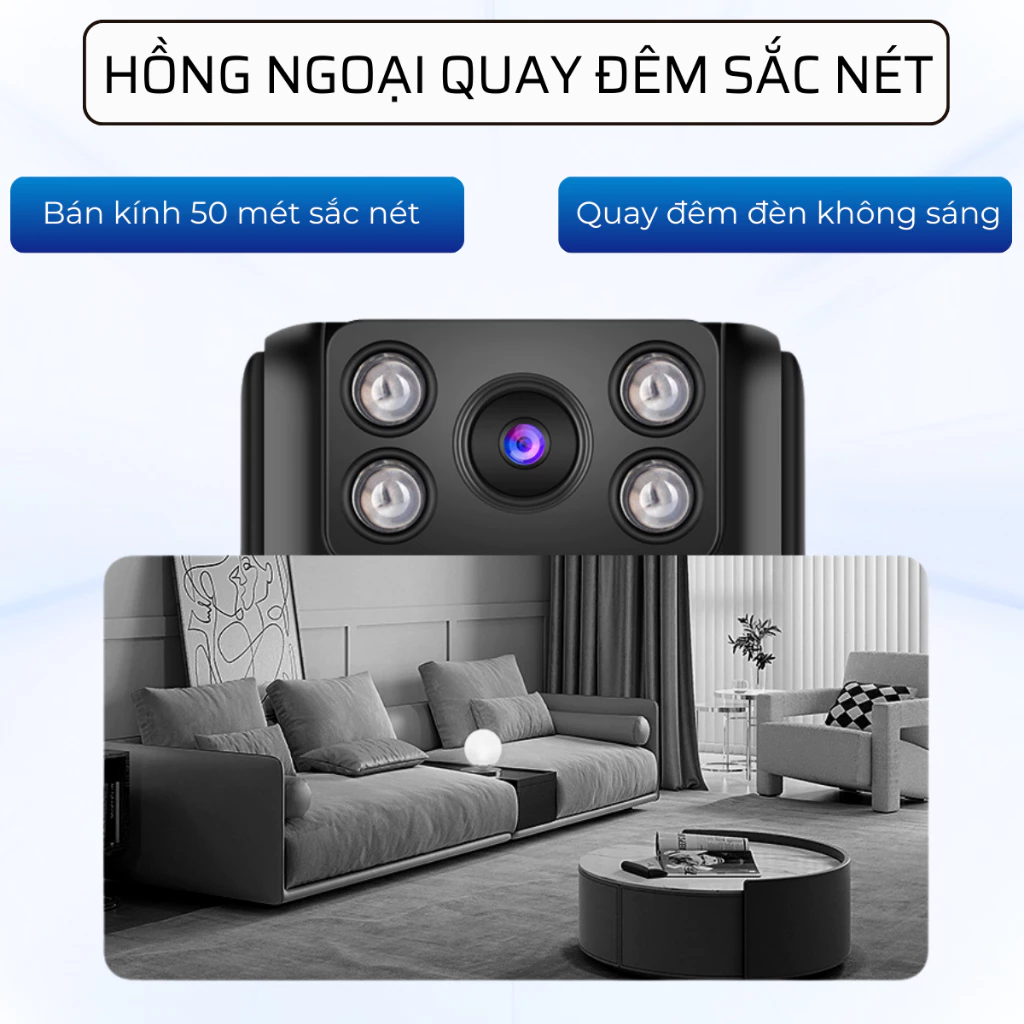 HỒNG NGOẠI QUAY ĐÊM SẮC NÉT
Bán kính 50 mét sắc nét
Quay đêm đèn không sáng